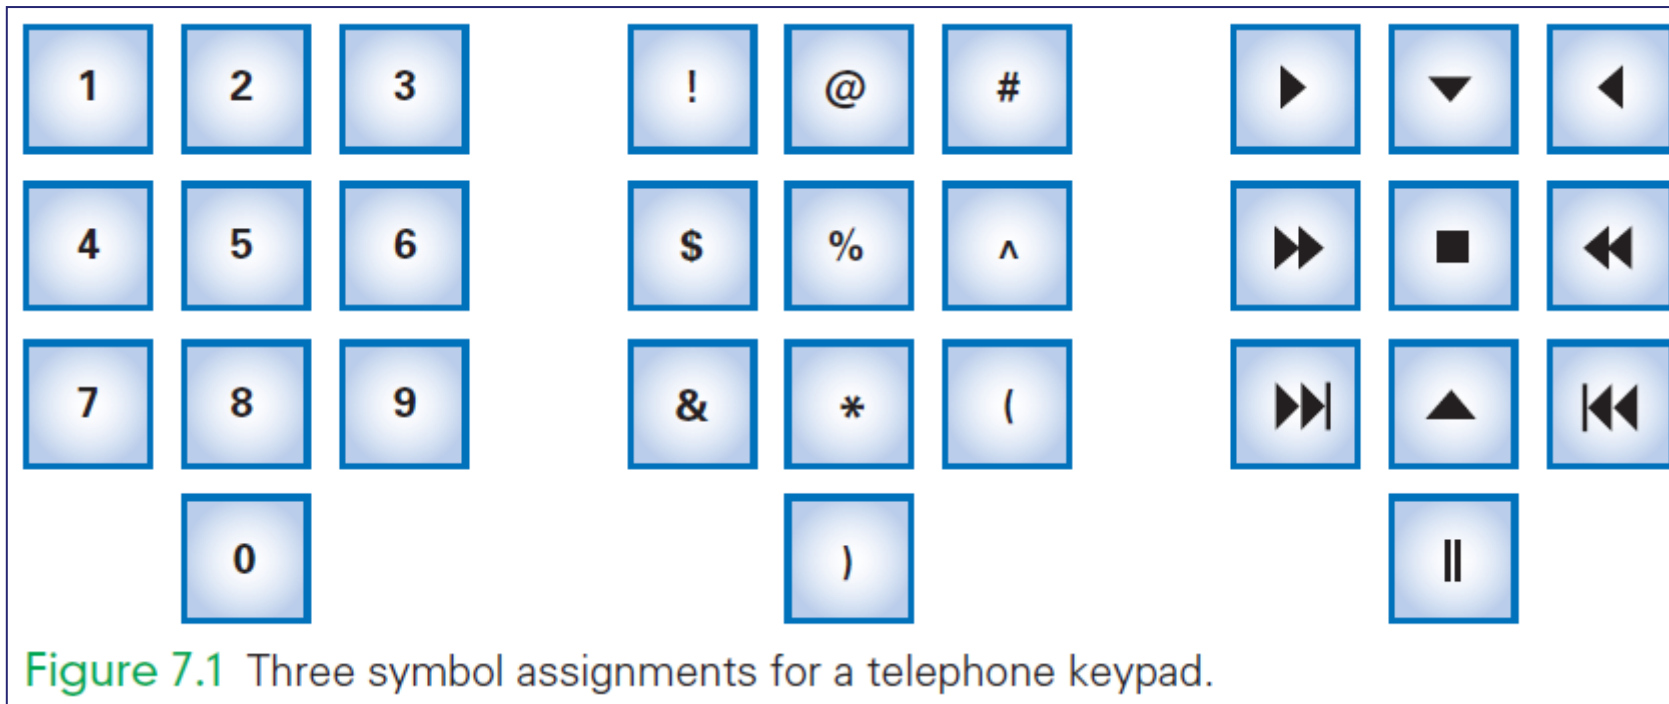 1 2 3 ! @ # ▶ ▼ ◀
4 5 6 $ % ^ ▶▶ ■ ◀◀
7 8 9 & * ( ▶▶| ▲ |◀◀
0 ) ||
Figure 7.1 Three symbol assignments for a telephone keypad.